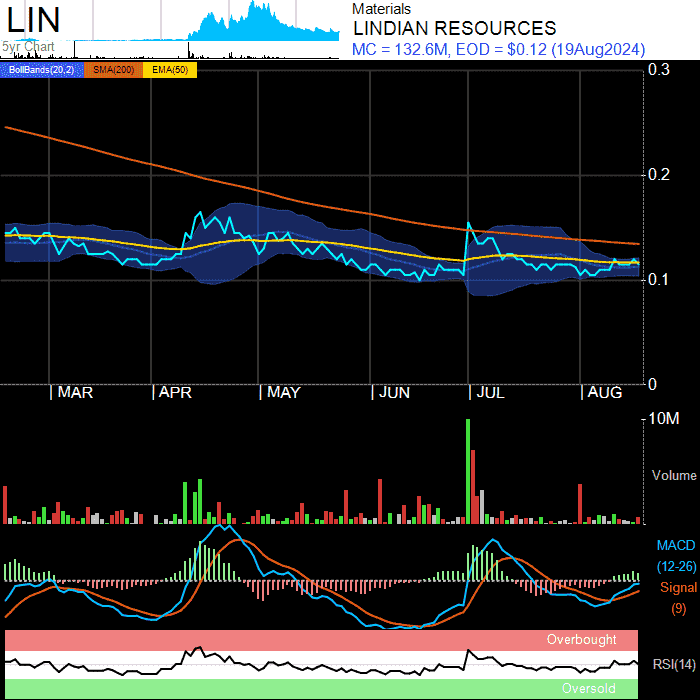 LIN
5yr Chart
Materials
LINDIAN RESOURCES
MC = 132.6M, EOD = $0.12 (19Aug2024)
BollBands(20,2) SMA(200) EMA(50)
0.3
0.2
0.1
0
MAR APR MAY JUN JUL AUG
10M
Volume
MACD
(12-26)
Signal
(9)
Overbought
RSI(14)
Oversold